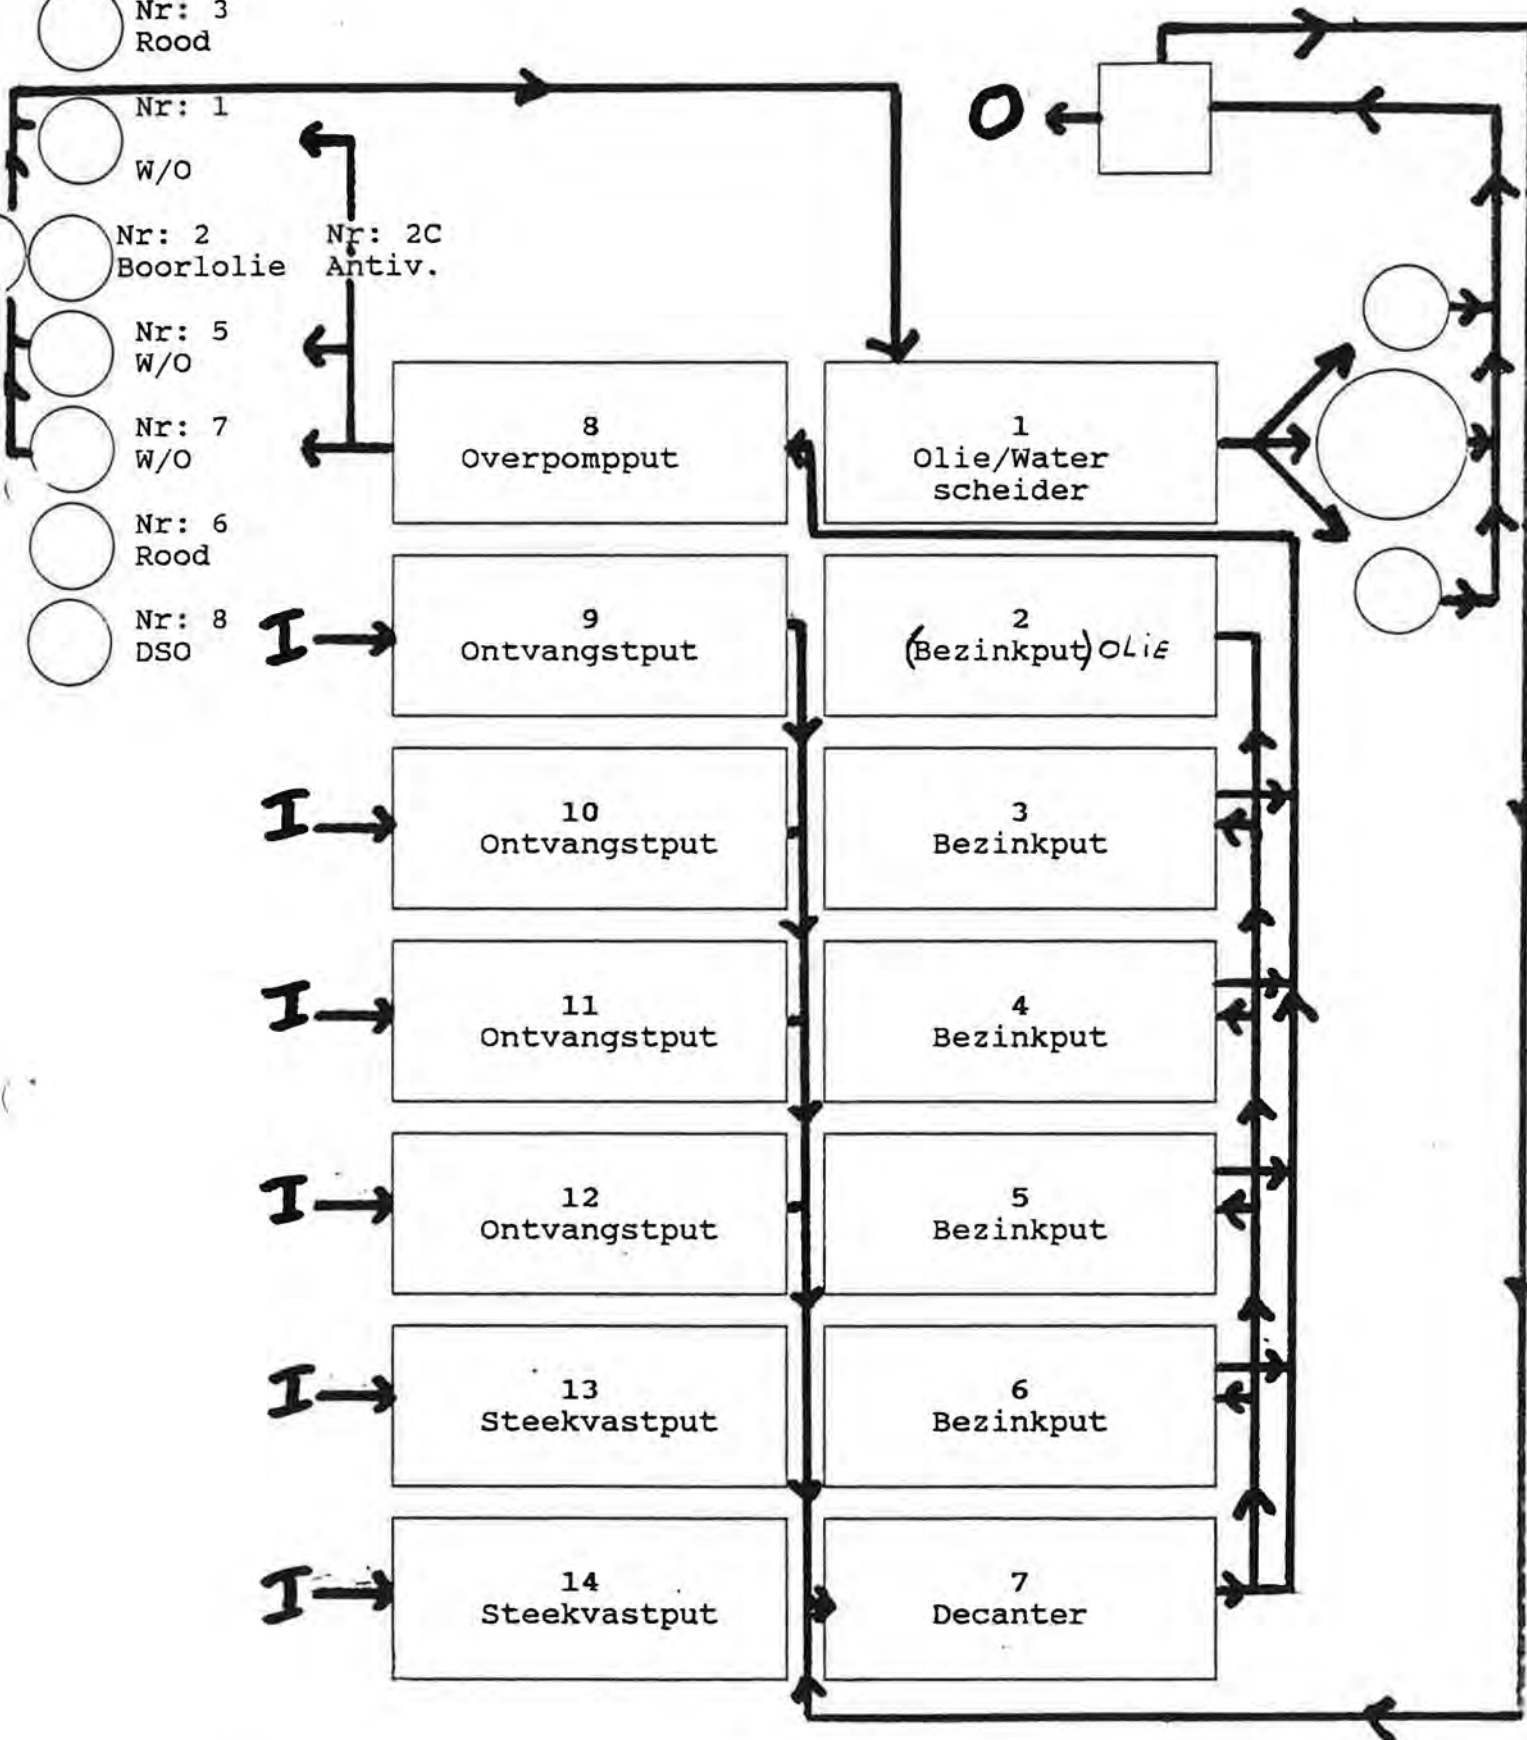 Nr: 3
Rood
Nr: 1
W/O
Nr: 2
Boorlolie
Nr: 2C
Antiv.
Nr: 5
W/O
Nr: 7
W/O
Nr: 6
Rood
Nr: 8
DSO
O
8
Overpompput
1
Olie/Water
scheider
I
9
Ontvangstput
2
(Bezinkput) OLiE
I
10
Ontvangstput
3
Bezinkput
I
11
Ontvangstput
4
Bezinkput
I
12
Ontvangstput
5
Bezinkput
I
13
Steekvastput
6
Bezinkput
I
14
Steekvastput
7
Decanter